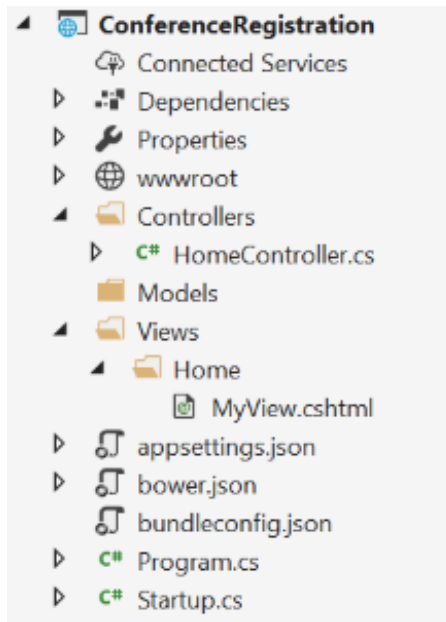 ConferenceRegistration
Connected Services
Dependencies
Properties
wwwroot
Controllers
C# HomeController.cs
Models
Views
Home
MyView.cshtml
appsettings.json
bower.json
bundleconfig.json
C# Program.cs
C# Startup.cs